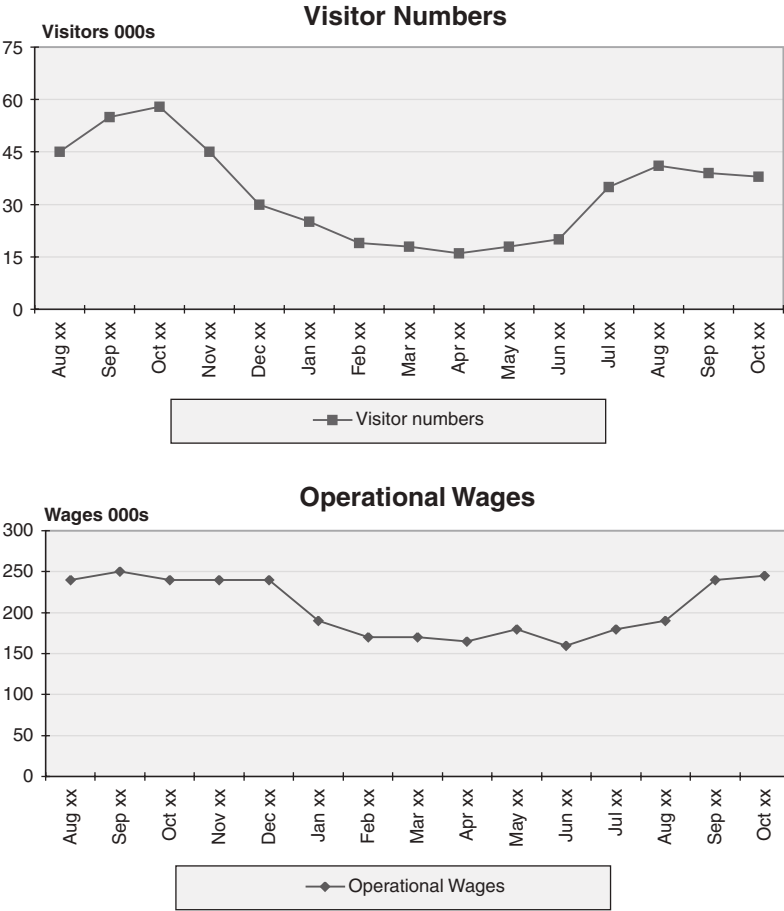 Visitor Numbers
Visitors 000s
75
60
45
30
15
0
Aug xx
Sep xx
Oct xx
Nov xx
Dec xx
Jan xx
Feb xx
Mar xx
Apr xx
May xx
Jun xx
Jul xx
Aug xx
Sep xx
Oct xx
Visitor numbers
Operational Wages
Wages 000s
300
250
200
150
100
50
0
Aug xx
Sep xx
Oct xx
Nov xx
Dec xx
Jan xx
Feb xx
Mar xx
Apr xx
May xx
Jun xx
Jul xx
Aug xx
Sep xx
Oct xx
Operational Wages